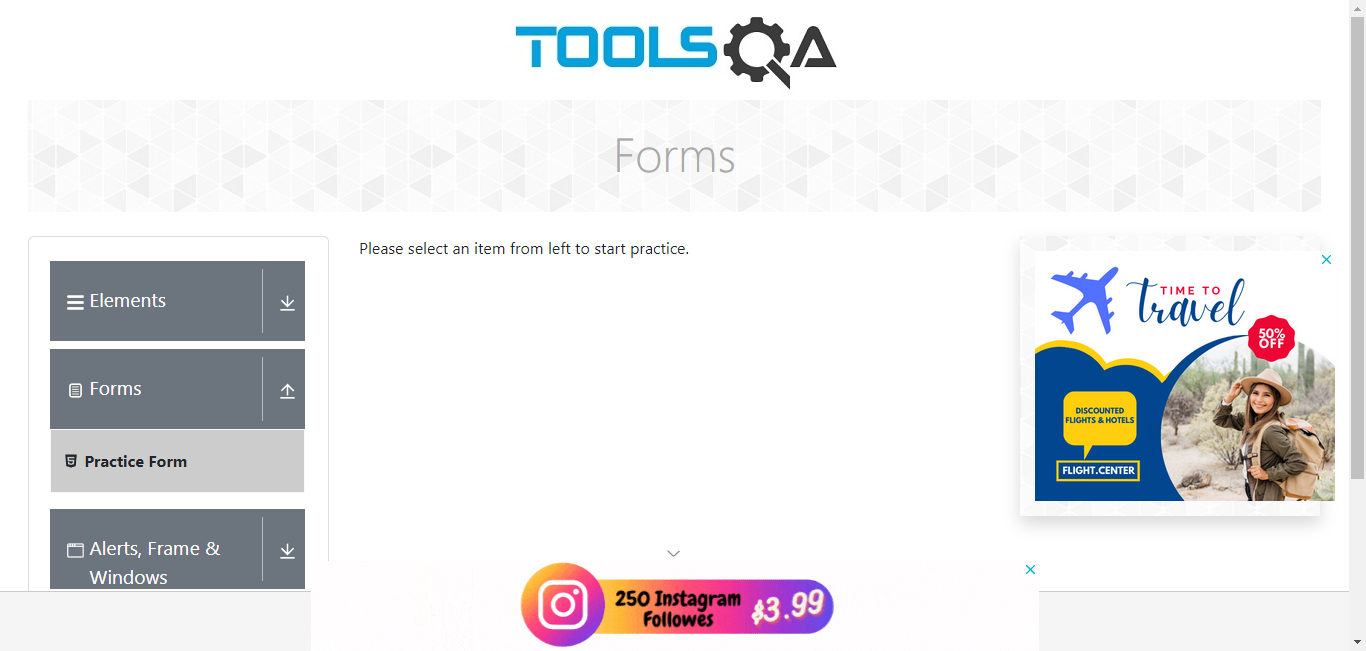 TOOLSQA
Forms
Elements
Forms
Practice Form
Alerts, Frame &
Windows
Please select an item from left to start practice.
TIME TO
travel
50%
OFF
DISCOUNTED
FLIGHTS & HOTELS
FLIGHT.CENTER
250 Instagram
Followes
$3.99